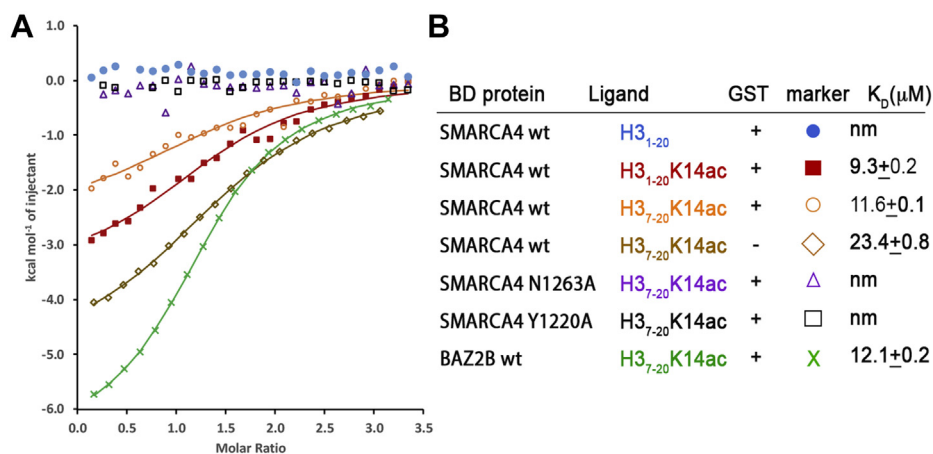 A
B
1.0
0.0
-1.0
-2.0
-3.0
-4.0
-5.0
-6.0
kcal mol⁻¹ of injectant
0.0 0.5 1.0 1.5 2.0 2.5 3.0 3.5
Molar Ratio
BD protein Ligand GST marker K_D(μM)
SMARCA4 wt H3₁₋₂₀ + nm
SMARCA4 wt H3₁₋₂₀K14ac + 9.3±0.2
SMARCA4 wt H3₇₋₂₀K14ac + 11.6±0.1
SMARCA4 wt H3₇₋₂₀K14ac - 23.4±0.8
SMARCA4 N1263A H3₇₋₂₀K14ac + nm
SMARCA4 Y1220A H3₇₋₂₀K14ac + nm
BAZ2B wt H3₇₋₂₀K14ac + X 12.1±0.2